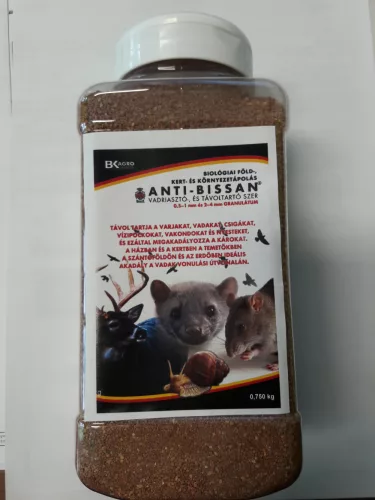 BK AGRO
BIOLÓGIAI FÖLD-,
KERT- ÉS KÖRNYEZETÁPOLÁS
ANTI-BISSAN®
VADRIASZTÓ-, ÉS TÁVOLTARTÓ SZER
0,5-1 mm és 2-4 mm GRANULÁTUM
TÁVOL TARTJA A VARJAKAT, VADAKAT, CSIGÁKAT,
VÍZIPOCKOKAT, VAKONDOKAT ÉS NYESTEKET,
ÉS EZÁLTAL MEGAKADÁLYOZZA A KÁROKAT.
A HÁZBAN ÉS A KERTBEN A TEMETŐKBEN
A SZÁNTÓFÖLDÖN ÉS AZ ERDŐBEN IDEÁLIS
AKADÁLY A VADAK VONULÁSI ÚTVONALÁN.
0,750 kg